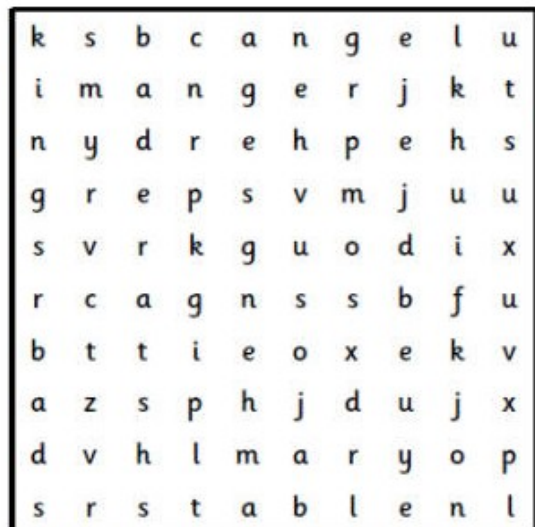 k s b c a n g e l u
i m a n g e r j k t
n y d r e h p e h s
g r e p s v m j u u
s v r k g u o d i x
r c a g n s s b f u
b t t i e o x e k v
a z s p h j d u j x
d v h l m a r y o p
s r s t a b l e n l